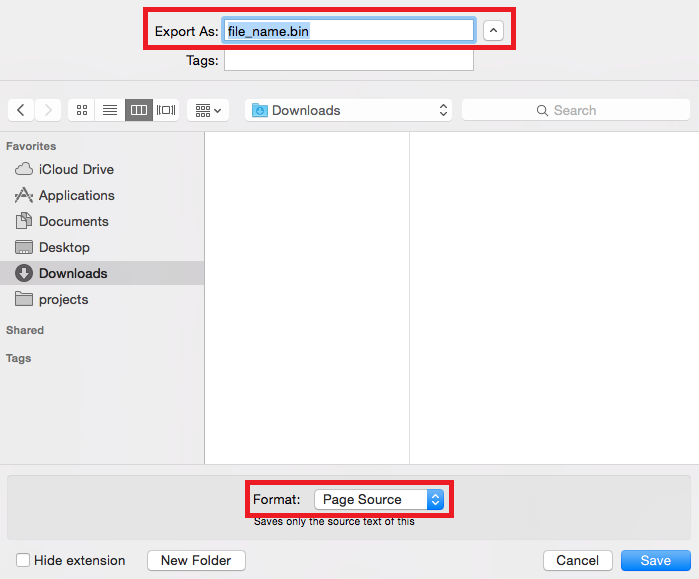 Export As: file_name.bin
Tags:
Downloads
Search
Favorites
iCloud Drive
Applications
Documents
Desktop
Downloads
projects
Shared
Tags
Format: Page Source
Saves only the source text of this
Hide extension New Folder Cancel Save